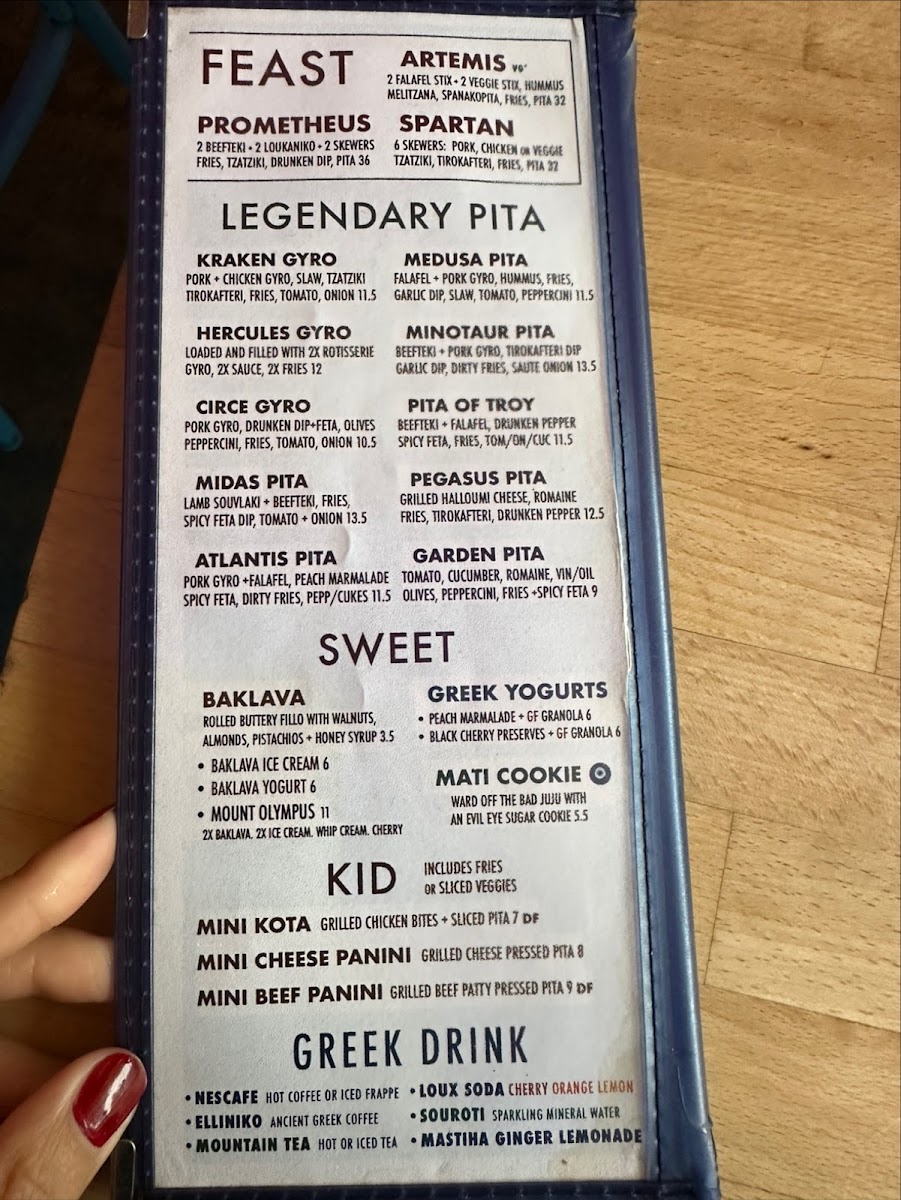 FEAST
ARTEMIS VG'
2 FALAFEL STIX • 2 VEGGIE STIX, HUMMUS
MELITZANA, SPANAKOPITA, FRIES, PITA 32
PROMETHEUS
2 BEEFTEKI • 2 LOUKANIKO • 2 SKEWERS
FRIES, TZATZIKI, DRUNKEN DIP, PITA 36
SPARTAN
6 SKEWERS: PORK, CHICKEN OR VEGGIE
TZATZIKI, TIROKAFTERI, FRIES, PITA 32
LEGENDARY PITA
KRAKEN GYRO
PORK + CHICKEN GYRO, SLAW, TZATZIKI
TIROKAFTERI, FRIES, TOMATO, ONION 11.5
MEDUSA PITA
FALAFEL + PORK GYRO, HUMMUS, FRIES,
GARLIC DIP, SLAW, TOMATO, PEPPERCINI 11.5
HERCULES GYRO
LOADED AND FILLED WITH 2X ROTISSERIE
GYRO, 2X SAUCE, 2X FRIES 12
MINOTAUR PITA
BEEFTEKI + PORK GYRO, TIROKAFTERI DIP
GARLIC DIP, DIRTY FRIES, SAUTE ONION 13.5
CIRCE GYRO
PORK GYRO, DRUNKEN DIP+FETA, OLIVES
PEPPERCINI, FRIES, TOMATO, ONION 10.5
PITA OF TROY
BEEFTEKI + FALAFEL, DRUNKEN PEPPER
SPICY FETA, FRIES, TOM/ON/CUC 11.5
MIDAS PITA
LAMB SOUVLAKI + BEEFTEKI, FRIES,
SPICY FETA DIP, TOMATO + ONION 13.5
PEGASUS PITA
GRILLED HALLOUMI CHEESE, ROMAINE
FRIES, TIROKAFTERI, DRUNKEN PEPPER 12.5
ATLANTIS PITA
PORK GYRO +FALAFEL, PEACH MARMALADE
SPICY FETA, DIRTY FRIES, PEPP/CUKES 11.5
GARDEN PITA
TOMATO, CUCUMBER, ROMAINE, VIN/OIL
OLIVES, PEPPERCINI, FRIES +SPICY FETA 9
SWEET
BAKLAVA
ROLLED BUTTERY FILLO WITH WALNUTS,
ALMONDS, PISTACHIOS + HONEY SYRUP 3.5
• BAKLAVA ICE CREAM 6
• BAKLAVA YOGURT 6
• MOUNT OLYMPUS 11
2X BAKLAVA. 2X ICE CREAM. WHIP CREAM. CHERRY
GREEK YOGURTS
• PEACH MARMALADE + GF GRANOLA 6
• BLACK CHERRY PRESERVES + GF GRANOLA 6
MATI COOKIE
WARD OFF THE BAD JUJU WITH
AN EVIL EYE SUGAR COOKIE 5.5
KID
INCLUDES FRIES
OR SLICED VEGGIES
MINI KOTA GRILLED CHICKEN BITES + SLICED PITA 7 DF
MINI CHEESE PANINI GRILLED CHEESE PRESSED PITA 8
MINI BEEF PANINI GRILLED BEEF PATTY PRESSED PITA 9 DF
GREEK DRINK
• NESCAFE HOT COFFEE OR ICED FRAPPE
• ELLINIKO ANCIENT GREEK COFFEE
• MOUNTAIN TEA HOT OR ICED TEA
• LOUX SODA CHERRY ORANGE LEMON
• SOUROTI SPARKLING MINERAL WATER
• MASTIHA GINGER LEMONADE